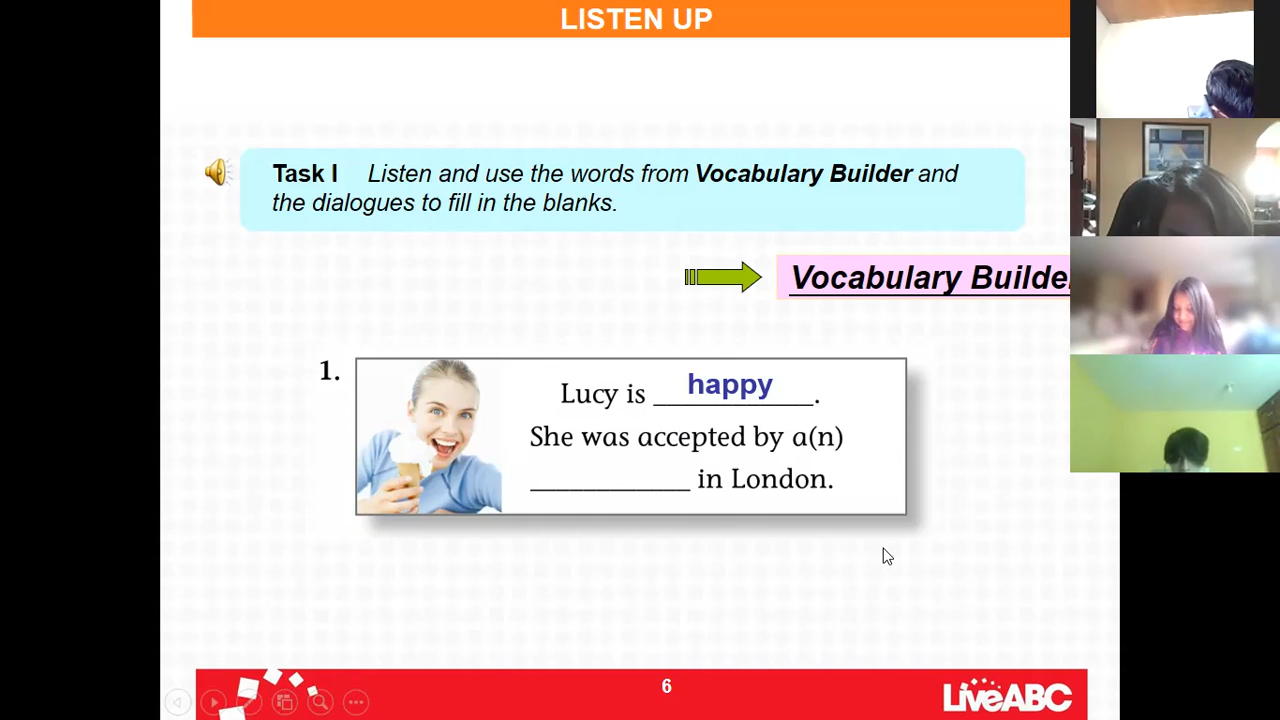 LISTEN UP
Task I Listen and use the words from Vocabulary Builder and
the dialogues to fill in the blanks.
Vocabulary Builde
1.
Lucy is happy.
She was accepted by a(n)
____________ in London.
6
LiveABC